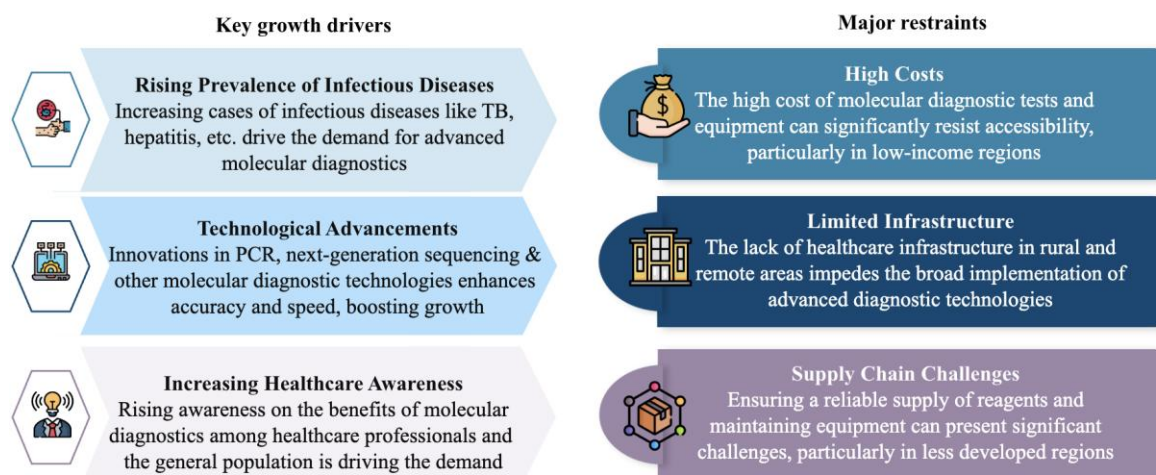 Key growth drivers
Rising Prevalence of Infectious Diseases
Increasing cases of infectious diseases like TB,
hepatitis, etc. drive the demand for advanced
molecular diagnostics
Technological Advancements
Innovations in PCR, next-generation sequencing &
other molecular diagnostic technologies enhances
accuracy and speed, boosting growth
Increasing Healthcare Awareness
Rising awareness on the benefits of molecular
diagnostics among healthcare professionals and
the general population is driving the demand
Major restraints
High Costs
$
The high cost of molecular diagnostic tests and
equipment can significantly resist accessibility,
particularly in low-income regions
Limited Infrastructure
The lack of healthcare infrastructure in rural and
remote areas impedes the broad implementation of
advanced diagnostic technologies
Supply Chain Challenges
Ensuring a reliable supply of reagents and
maintaining equipment can present significant
challenges, particularly in less developed regions